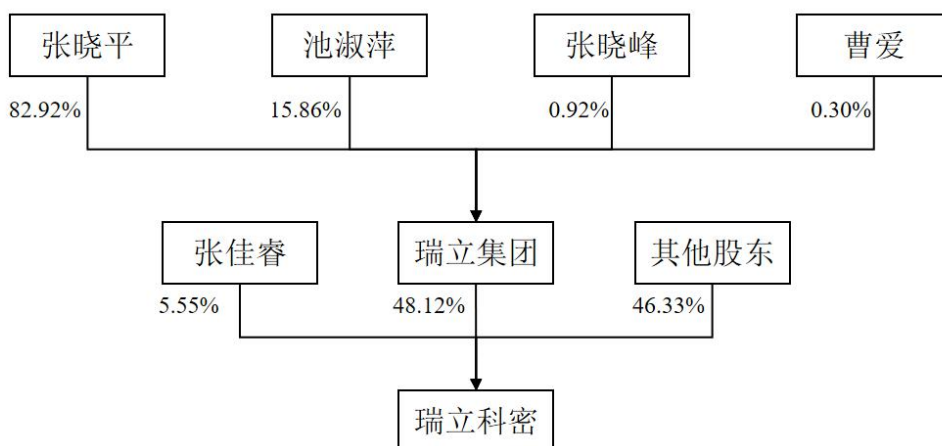 张晓平 池淑萍 张晓峰 曹爱
82.92% 15.86% 0.92% 0.30%
张佳睿 瑞立集团 其他股东
5.55% 48.12% 46.33%
瑞立科密